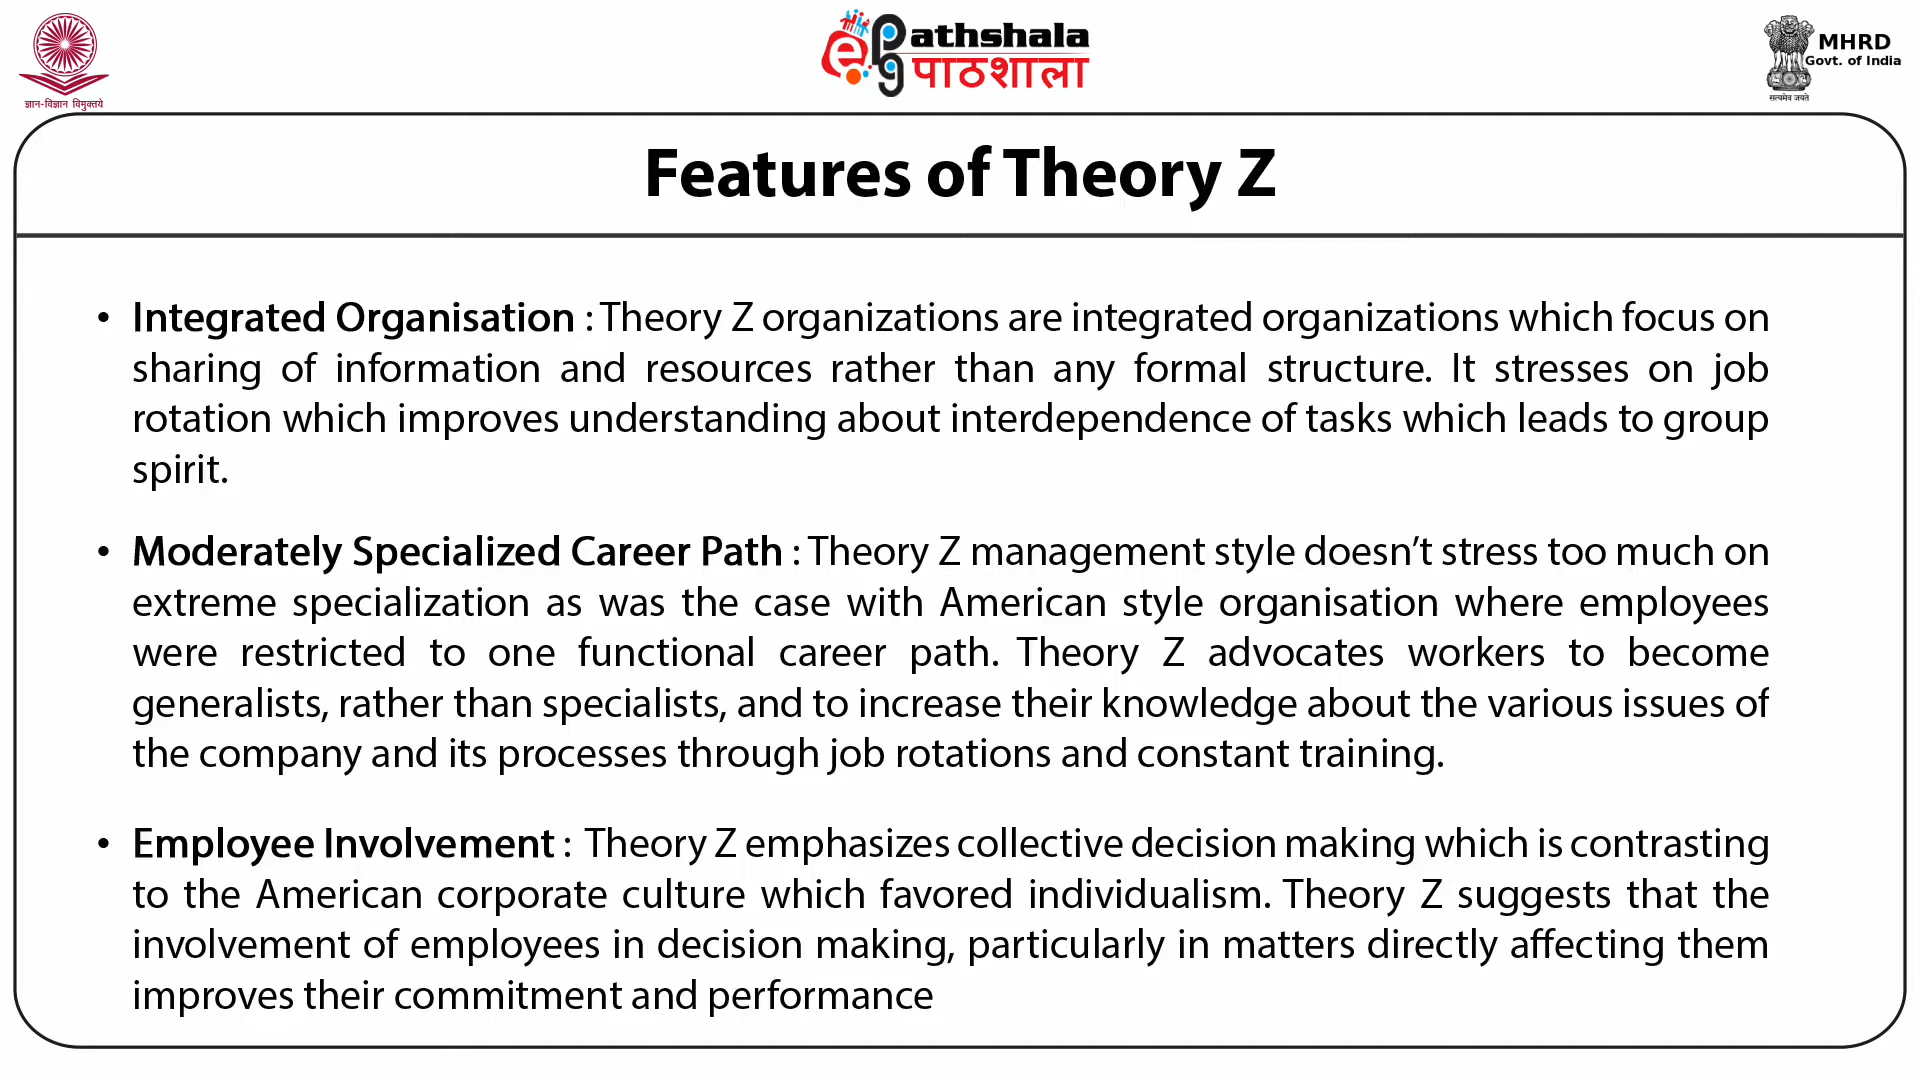 ज्ञान-विज्ञान विमुक्तये
e Pathshala
पाठशाला
MHRD
Govt. of India
सत्यमेव जयते
Features of Theory Z
• Integrated Organisation : Theory Z organizations are integrated organizations which focus on
sharing of information and resources rather than any formal structure. It stresses on job
rotation which improves understanding about interdependence of tasks which leads to group
spirit.
• Moderately Specialized Career Path : Theory Z management style doesn’t stress too much on
extreme specialization as was the case with American style organisation where employees
were restricted to one functional career path. Theory Z advocates workers to become
generalists, rather than specialists, and to increase their knowledge about the various issues of
the company and its processes through job rotations and constant training.
• Employee Involvement : Theory Z emphasizes collective decision making which is contrasting
to the American corporate culture which favored individualism. Theory Z suggests that the
involvement of employees in decision making, particularly in matters directly affecting them
improves their commitment and performance